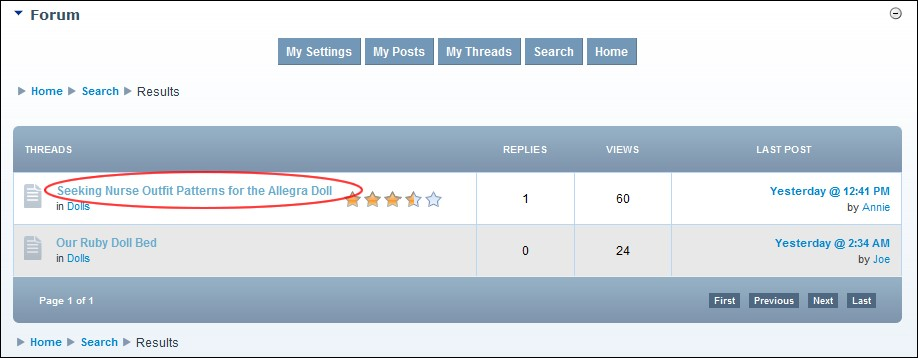 Forum
My Settings My Posts My Threads Search Home
Home Search Results
THREADS REPLIES VIEWS LAST POST
Seeking Nurse Outfit Patterns for the Allegra Doll 1 60 Yesterday @ 12:41 PM
in Dolls by Annie
Our Ruby Doll Bed 0 24 Yesterday @ 2:34 AM
in Dolls by Joe
Page 1 of 1 First Previous Next Last
Home Search Results